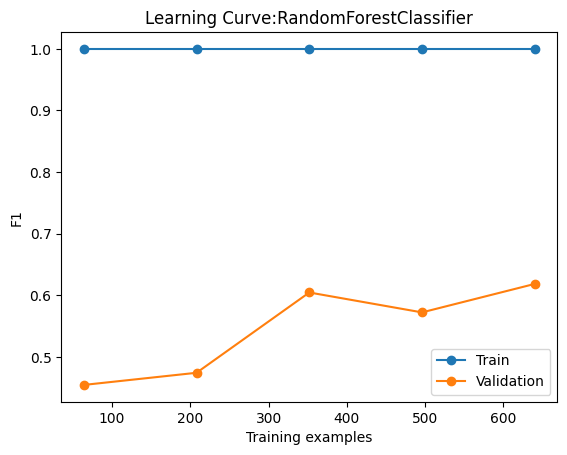 Learning Curve:RandomForestClassifier
1.0
0.9
0.8
0.7
0.6
0.5
F1
100
200
300
400
500
600
Training examples
Train
Validation